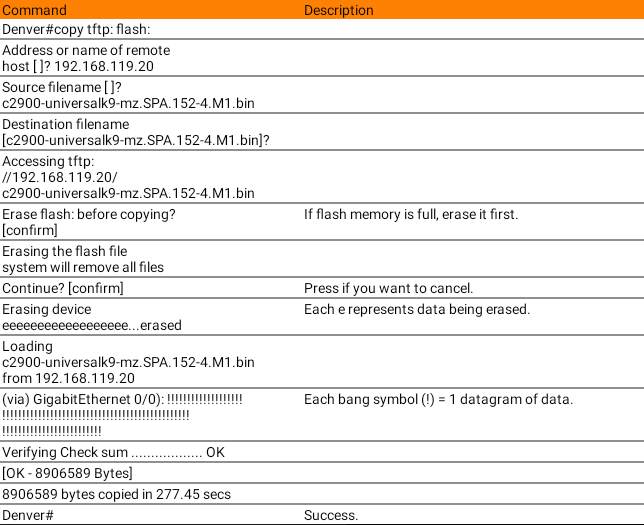 Command Description
Denver#copy tftp: flash:
Address or name of remote
host [ ]? 192.168.119.20
Source filename [ ]?
c2900-universalk9-mz.SPA.152-4.M1.bin
Destination filename
[c2900-universalk9-mz.SPA.152-4.M1.bin]?
Accessing tftp:
//192.168.119.20/
c2900-universalk9-mz.SPA.152-4.M1.bin
Erase flash: before copying? If flash memory is full, erase it first.
[confirm]
Erasing the flash file
system will remove all files
Continue? [confirm] Press if you want to cancel.
Erasing device Each e represents data being erased.
eeeeeeeeeeeeeeeeee...erased
Loading
c2900-universalk9-mz.SPA.152-4.M1.bin
from 192.168.119.20
(via) GigabitEthernet 0/0): !!!!!!!!!!!!!!!!!!! Each bang symbol (!) = 1 datagram of data.
!!!!!!!!!!!!!!!!!!!!!!!!!!!!!!!!!!!!!!!!!!!!!!!
!!!!!!!!!!!!!!!!!!!!!!!!!
Verifying Check sum .................. OK
[OK - 8906589 Bytes]
8906589 bytes copied in 277.45 secs
Denver# Success.